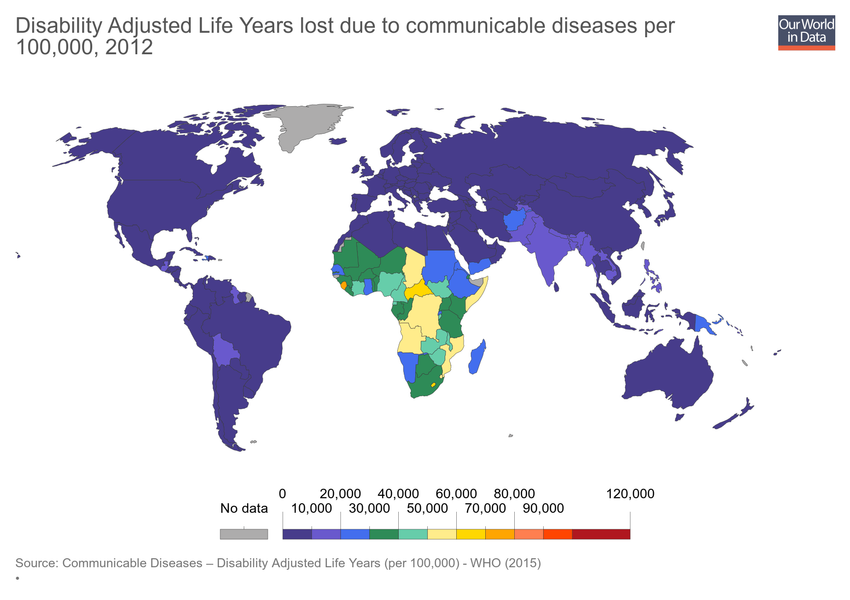 Disability Adjusted Life Years lost due to communicable diseases per
100,000, 2012
Our World
in Data
0 20,000 40,000 60,000 80,000 120,000
No data 10,000 30,000 50,000 70,000 90,000
Source: Communicable Diseases – Disability Adjusted Life Years (per 100,000) - WHO (2015)
•